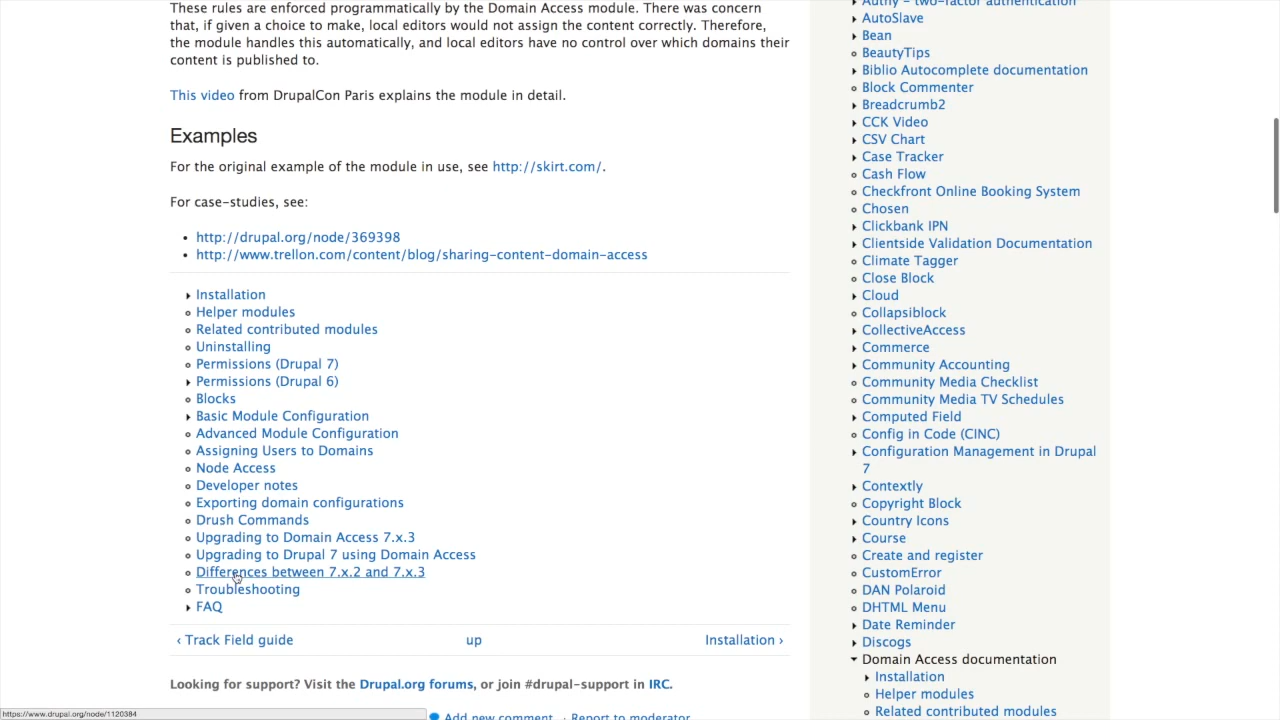 These rules are enforced programmatically by the Domain Access module. There was concern
that, if given a choice to make, local editors would not assign the content correctly. Therefore,
the module handles this automatically, and local editors have no control over which domains their
content is published to.
This video from DrupalCon Paris explains the module in detail.
Examples
For the original example of the module in use, see http://skirt.com/.
For case-studies, see:
http://drupal.org/node/369398
http://www.trellon.com/content/blog/sharing-content-domain-access
Installation
Helper modules
Related contributed modules
Uninstalling
Permissions (Drupal 7)
Permissions (Drupal 6)
Blocks
Basic Module Configuration
Advanced Module Configuration
Assigning Users to Domains
Node Access
Developer notes
Exporting domain configurations
Drush Commands
Upgrading to Domain Access 7.x.3
Upgrading to Drupal 7 using Domain Access
Differences between 7.x.2 and 7.x.3
Troubleshooting
FAQ
‹ Track Field guide
up
Installation ›
Looking for support? Visit the Drupal.org forums, or join #drupal-support in IRC.
Add new comment
Report to moderator
https://www.drupal.org/node/1120384
Authy - two-factor authentication
AutoSlave
Bean
BeautyTips
Biblio Autocomplete documentation
Block Commenter
Breadcrumb2
CCK Video
CSV Chart
Case Tracker
Cash Flow
Checkfront Online Booking System
Chosen
Clickbank IPN
Clientside Validation Documentation
Climate Tagger
Close Block
Cloud
Collapsiblock
CollectiveAccess
Commerce
Community Accounting
Community Media Checklist
Community Media TV Schedules
Computed Field
Config in Code (CINC)
Configuration Management in Drupal
7
Contextly
Copyright Block
Country Icons
Course
Create and register
CustomError
DAN Polaroid
DHTML Menu
Date Reminder
Discogs
Domain Access documentation
Installation
Helper modules
Related contributed modules